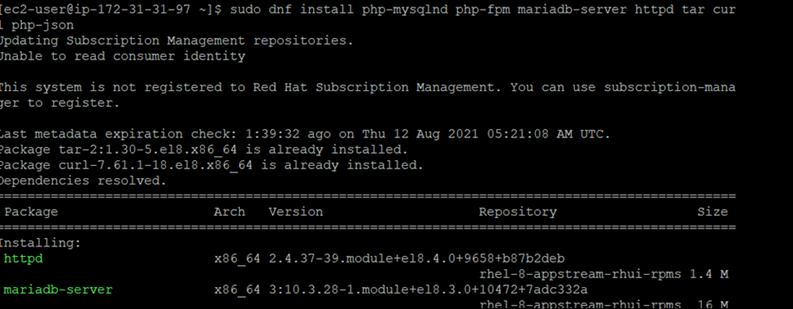 [ec2-user@ip-172-31-31-97 ~]$ sudo dnf install php-mysqlnd php-fpm mariadb-server httpd tar cur
l php-json
Updating Subscription Management repositories.
Unable to read consumer identity
This system is not registered to Red Hat Subscription Management. You can use subscription-mana
ger to register.
Last metadata expiration check: 1:39:32 ago on Thu 12 Aug 2021 05:21:08 AM UTC.
Package tar-2:1.30-5.el8.x86_64 is already installed.
Package curl-7.61.1-18.el8.x86_64 is already installed.
Dependencies resolved.
================================================================================
Package Arch Version Repository Size
================================================================================
Installing:
httpd x86_64 2.4.37-39.module+el8.4.0+9658+b87b2deb
rhel-8-appstream-rhui-rpms 1.4 M
mariadb-server x86_64 3:10.3.28-1.module+el8.3.0+10472+7adc332a
rhel-8-appstream-rhui-rpms 16 M